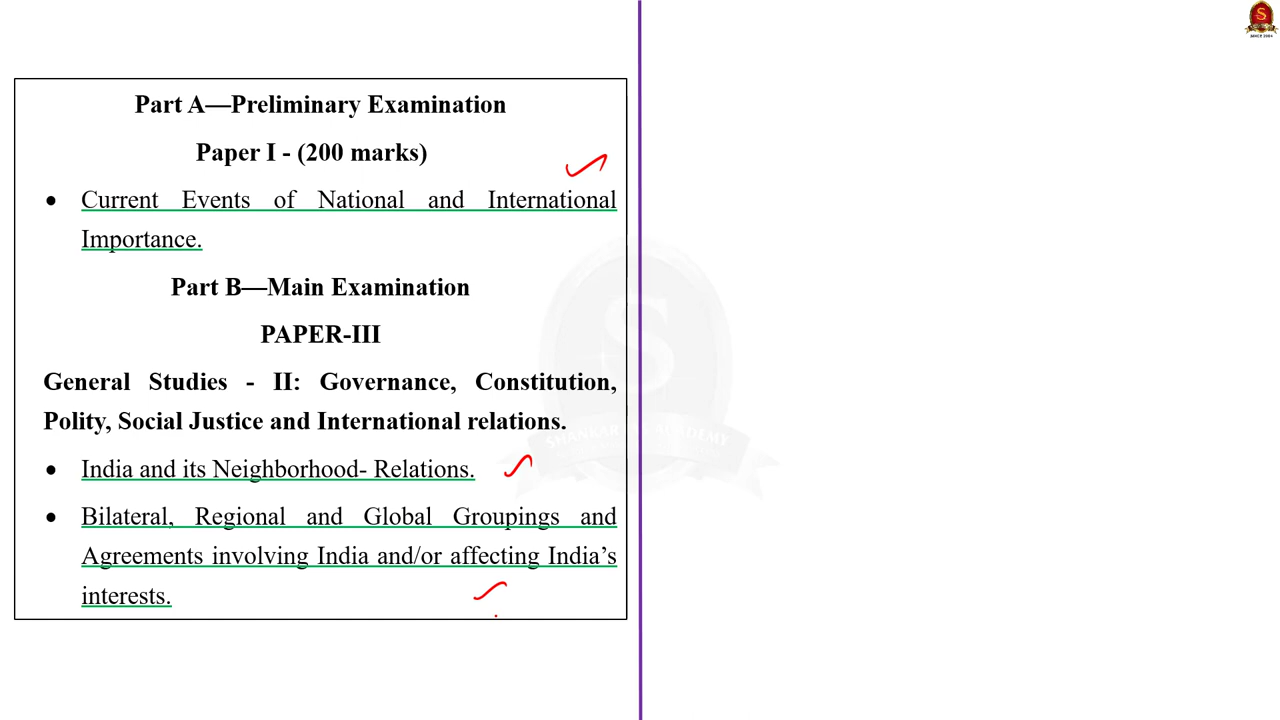 Part A—Preliminary Examination
Paper I - (200 marks)
• Current Events of National and International
Importance.
Part B—Main Examination
PAPER-III
General Studies - II: Governance, Constitution,
Polity, Social Justice and International relations.
• India and its Neighborhood- Relations.
• Bilateral, Regional and Global Groupings and
Agreements involving India and/or affecting India’s
interests.
S
SINCE 2004
S